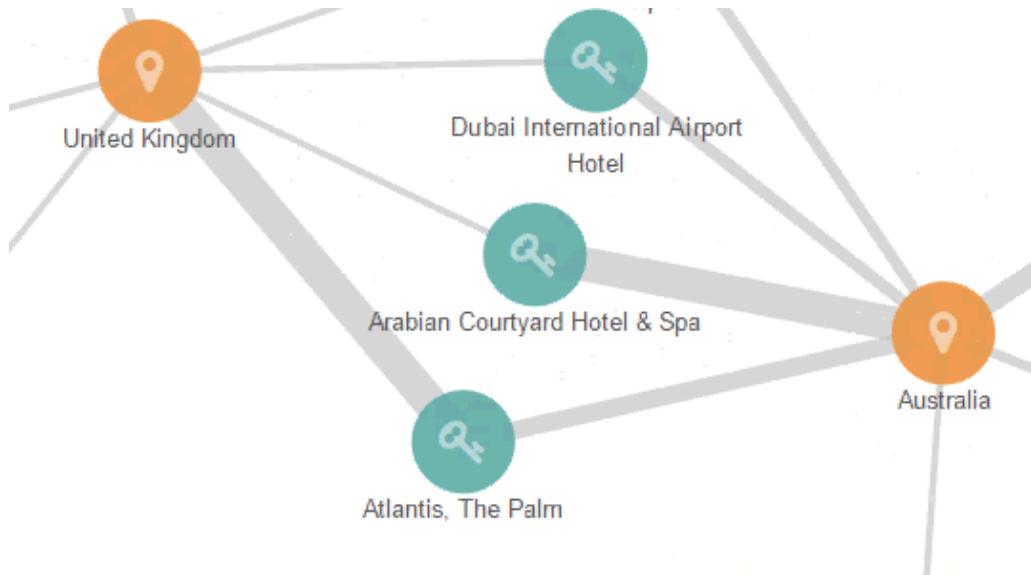 United Kingdom
Dubai International Airport
Hotel
Arabian Courtyard Hotel & Spa
Australia
Atlantis, The Palm